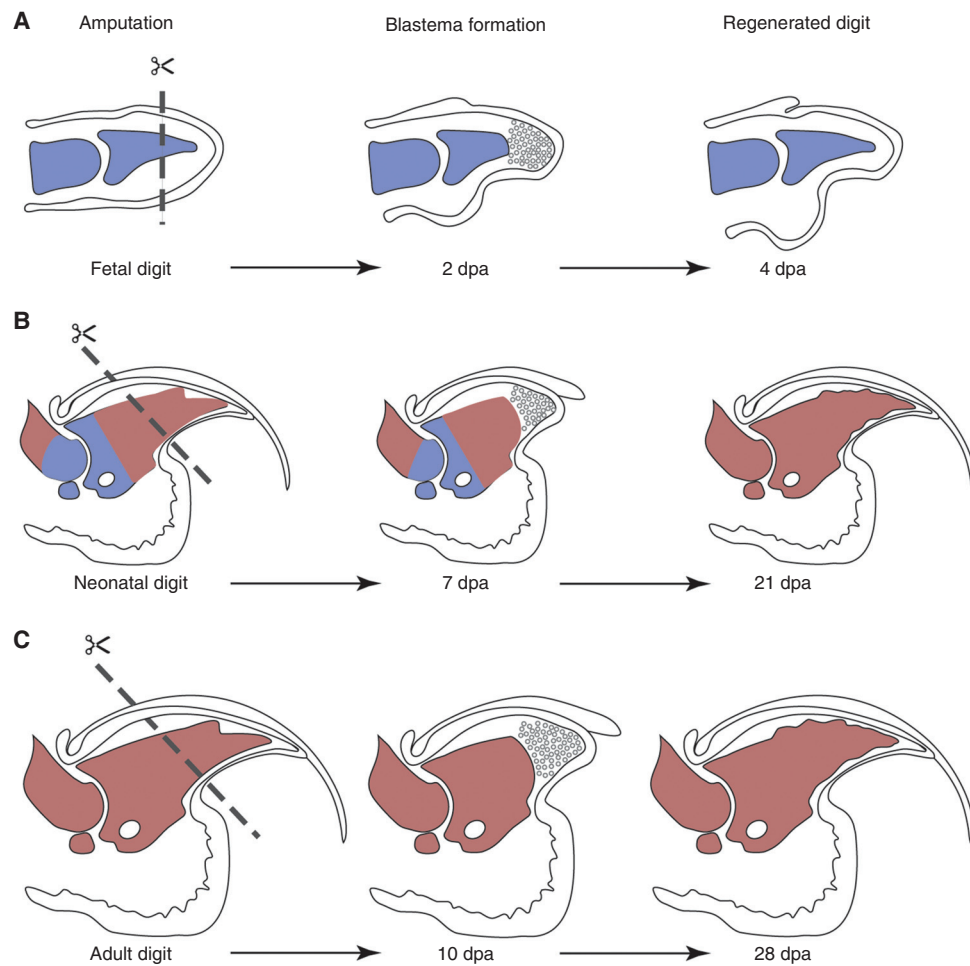 A
Amputation
Blastema formation
Regenerated digit
Fetal digit
2 dpa
4 dpa
B
Neonatal digit
7 dpa
21 dpa
C
Adult digit
10 dpa
28 dpa